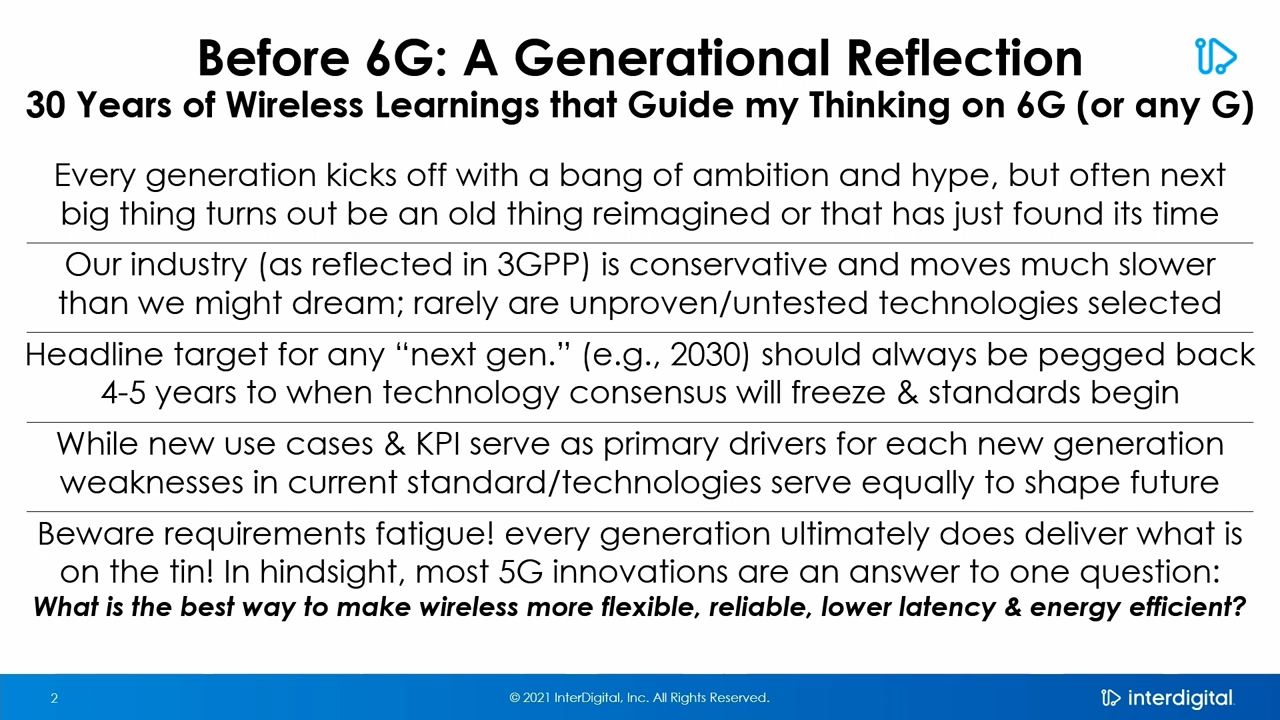 Before 6G: A Generational Reflection
30 Years of Wireless Learnings that Guide my Thinking on 6G (or any G)
Every generation kicks off with a bang of ambition and hype, but often next
big thing turns out be an old thing reimagined or that has just found its time
Our industry (as reflected in 3GPP) is conservative and moves much slower
than we might dream; rarely are unproven/untested technologies selected
Headline target for any “next gen.” (e.g., 2030) should always be pegged back
4-5 years to when technology consensus will freeze & standards begin
While new use cases & KPI serve as primary drivers for each new generation
weaknesses in current standard/technologies serve equally to shape future
Beware requirements fatigue! every generation ultimately does deliver what is
on the tin! In hindsight, most 5G innovations are an answer to one question:
What is the best way to make wireless more flexible, reliable, lower latency & energy efficient?
2
© 2021 InterDigital, Inc. All Rights Reserved.
interdigital